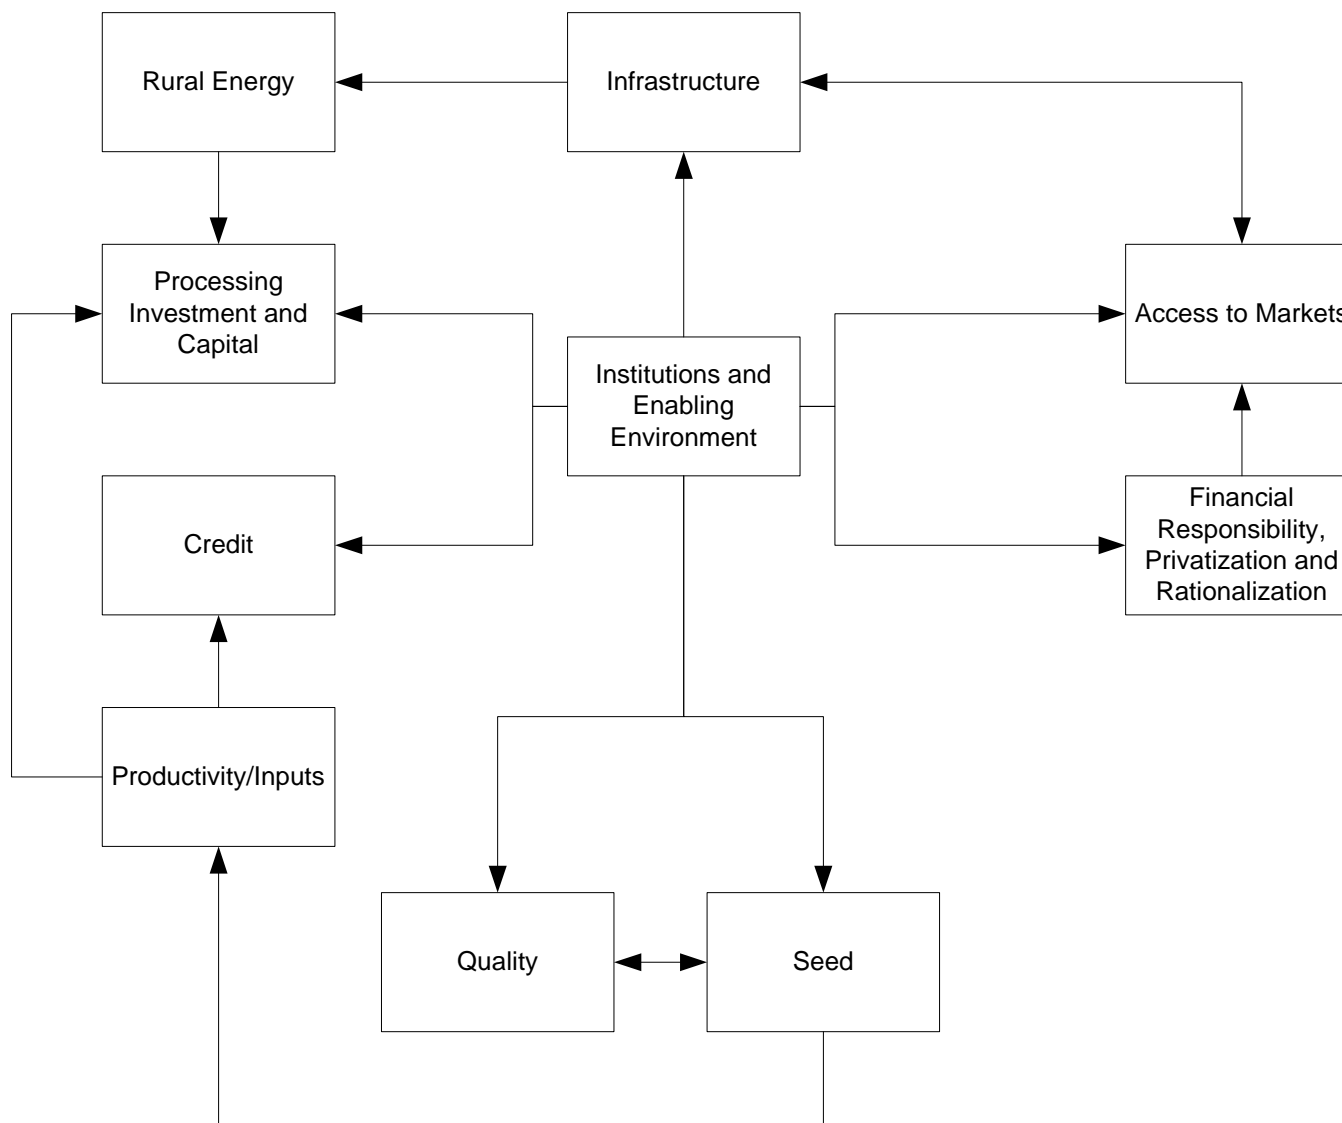 Rural Energy
Infrastructure
Processing
Investment and
Capital
Access to Markets
Institutions and
Enabling
Environment
Credit
Financial
Responsibility,
Privatization and
Rationalization
Productivity/Inputs
Quality
Seed